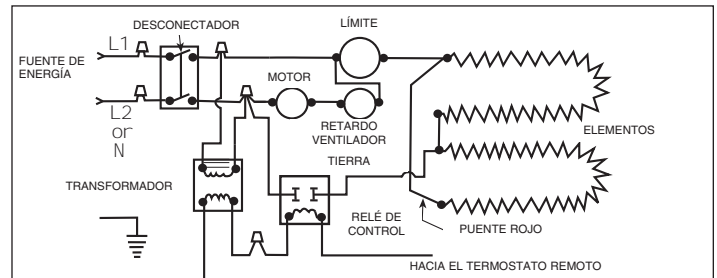 DESCONECTADOR
LÍMITE
L1
FUENTE DE
ENERGÍA
MOTOR
L2
or
N
RETARDO
VENTILADOR
ELEMENTOS
TIERRA
TRANSFORMADOR
RELÉ DE
CONTROL
PUENTE ROJO
HACIA EL TERMOSTATO REMOTO